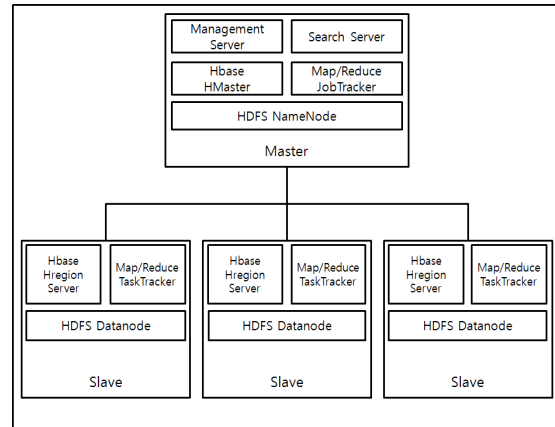 Management
Server
Search Server
Hbase
HMaster
Map/Reduce
JobTracker
HDFS NameNode
Master
Hbase
Hregion
Server
Map/Reduce
TaskTracker
HDFS Datanode
Slave
Hbase
Hregion
Server
Map/Reduce
TaskTracker
HDFS Datanode
Slave
Hbase
Hregion
Server
Map/Reduce
TaskTracker
HDFS Datanode
Slave